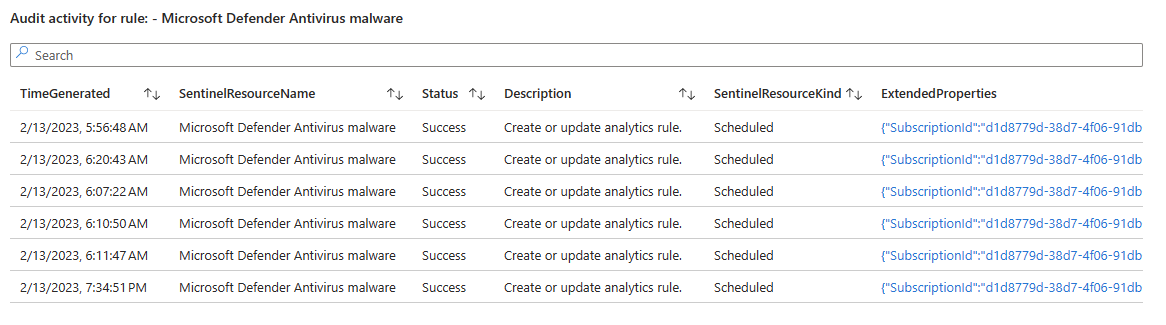 Audit activity for rule: - Microsoft Defender Antivirus malware
Search
TimeGenerated SentinelResourceName Status Description SentinelResourceKind ExtendedProperties
2/13/2023, 5:56:48 AM Microsoft Defender Antivirus malware Success Create or update analytics rule. Scheduled {"SubscriptionId":"d1d8779d-38d7-4f06-91db
2/13/2023, 6:20:43 AM Microsoft Defender Antivirus malware Success Create or update analytics rule. Scheduled {"SubscriptionId":"d1d8779d-38d7-4f06-91db
2/13/2023, 6:07:22 AM Microsoft Defender Antivirus malware Success Create or update analytics rule. Scheduled {"SubscriptionId":"d1d8779d-38d7-4f06-91db
2/13/2023, 6:10:50 AM Microsoft Defender Antivirus malware Success Create or update analytics rule. Scheduled {"SubscriptionId":"d1d8779d-38d7-4f06-91db
2/13/2023, 6:11:47 AM Microsoft Defender Antivirus malware Success Create or update analytics rule. Scheduled {"SubscriptionId":"d1d8779d-38d7-4f06-91db
2/13/2023, 7:34:51 PM Microsoft Defender Antivirus malware Success Create or update analytics rule. Scheduled {"SubscriptionId":"d1d8779d-38d7-4f06-91db